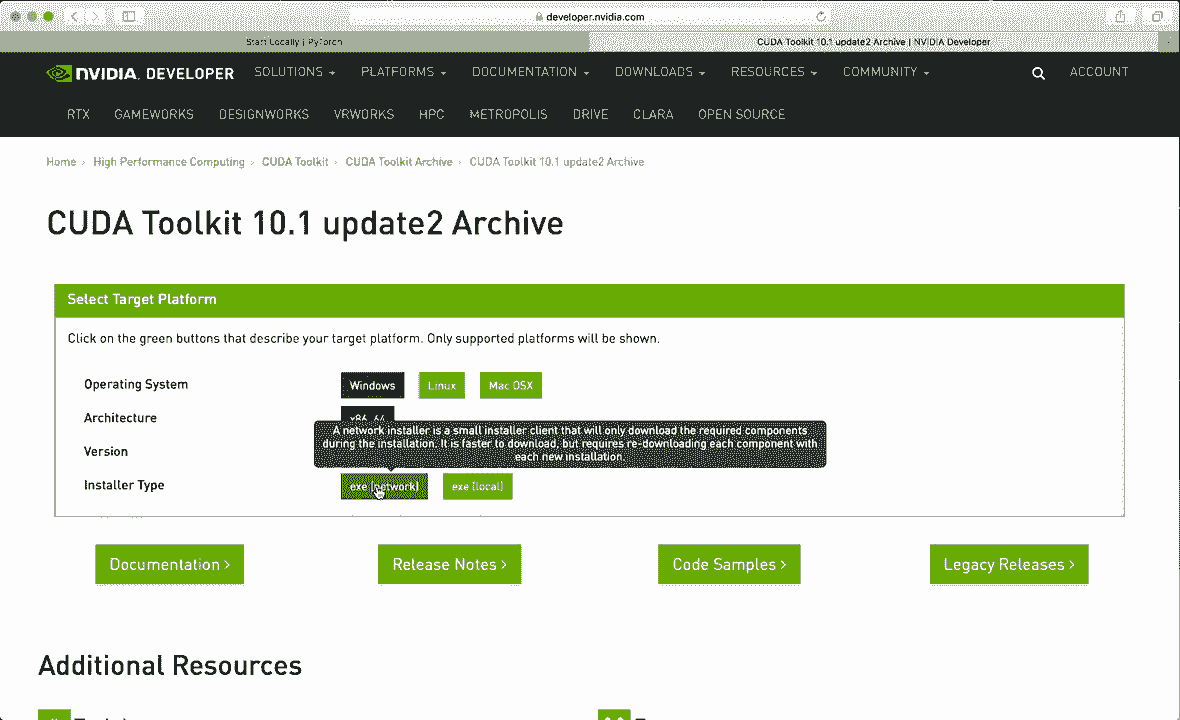 developer.nvidia.com
Start Locally | PyTorch
CUDA Toolkit 10.1 update2 Archive | NVIDIA Developer
NVIDIA. DEVELOPER SOLUTIONS PLATFORMS DOCUMENTATION DOWNLOADS RESOURCES COMMUNITY ACCOUNT
RTX GAMEWORKS DESIGNWORKS VRWORKS HPC METROPOLIS DRIVE CLARA OPEN SOURCE
Home › High Performance Computing › CUDA Toolkit › CUDA Toolkit Archive › CUDA Toolkit 10.1 update2 Archive
CUDA Toolkit 10.1 update2 Archive
Select Target Platform
Click on the green buttons that describe your target platform. Only supported platforms will be shown.
Operating System Windows Linux Mac OSX
Architecture x86_64
A network installer is a small installer client that will only download the required components
during the installation. It is faster to download, but requires re-downloading each component with
each new installation.
Version
Installer Type exe (network) exe (local)
Documentation › Release Notes › Code Samples › Legacy Releases ›
Additional Resources